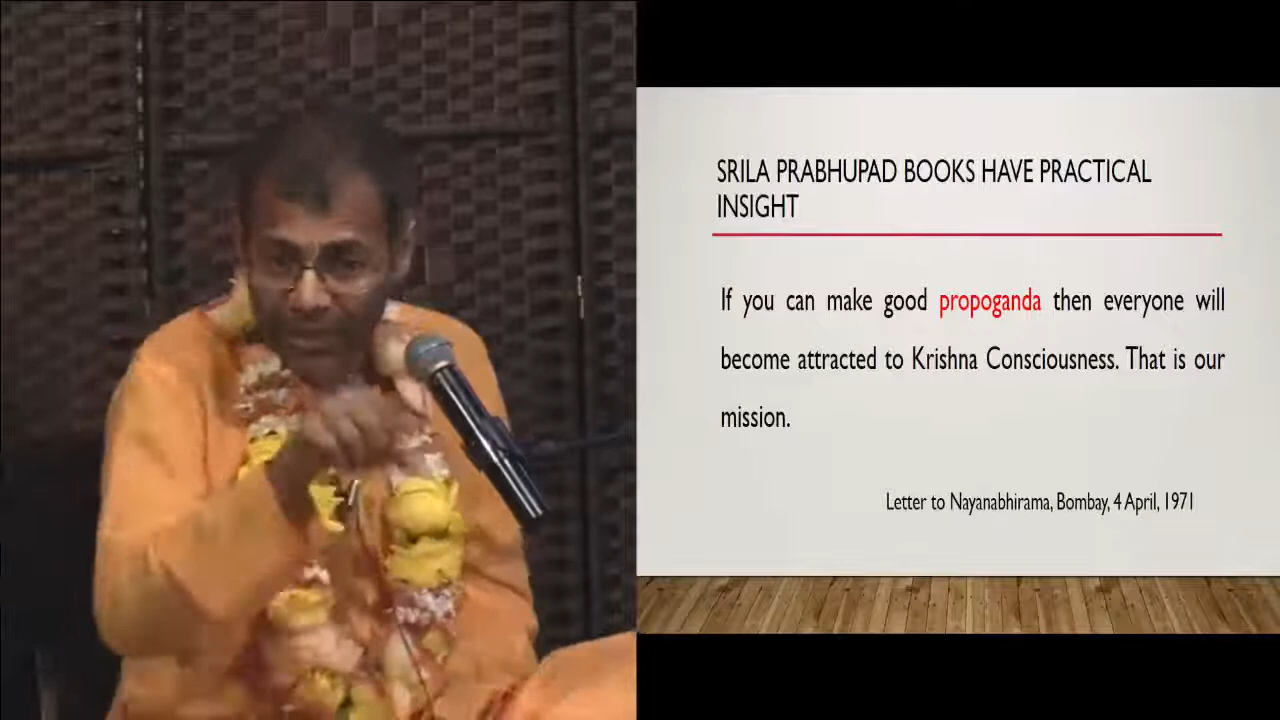 SRILA PRABHUPAD BOOKS HAVE PRACTICAL
INSIGHT
If you can make good propoganda then everyone will
become attracted to Krishna Consciousness. That is our
mission.
Letter to Nayanabhirama, Bombay, 4 April, 1971